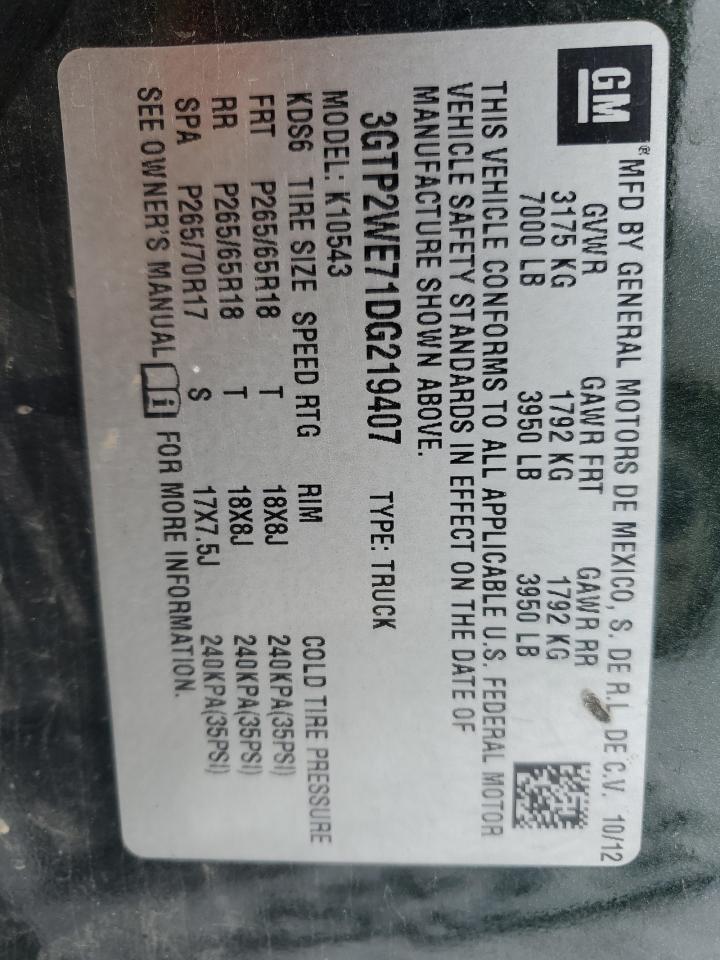 GM® MFD BY GENERAL MOTORS DE MEXICO, S. DE R.L. DE C.V. 10/12
GVWR GAWR FRT GAWR RR
3175 KG 1792 KG 1792 KG
7000 LB 3950 LB 3950 LB
THIS VEHICLE CONFORMS TO ALL APPLICABLE U.S. FEDERAL MOTOR
VEHICLE SAFETY STANDARDS IN EFFECT ON THE DATE OF
MANUFACTURE SHOWN ABOVE.
3GTP2WE71DG219407 TYPE: TRUCK
MODEL: K10543
KDS6 TIRE SIZE SPEED RTG RIM COLD TIRE PRESSURE
FRT P265/65R18 T 18X8J 240KPA(35PSI)
RR P265/65R18 T 18X8J 240KPA(35PSI)
SPA P265/70R17 S 17X7.5J 240KPA(35PSI)
SEE OWNER'S MANUAL i FOR MORE INFORMATION.